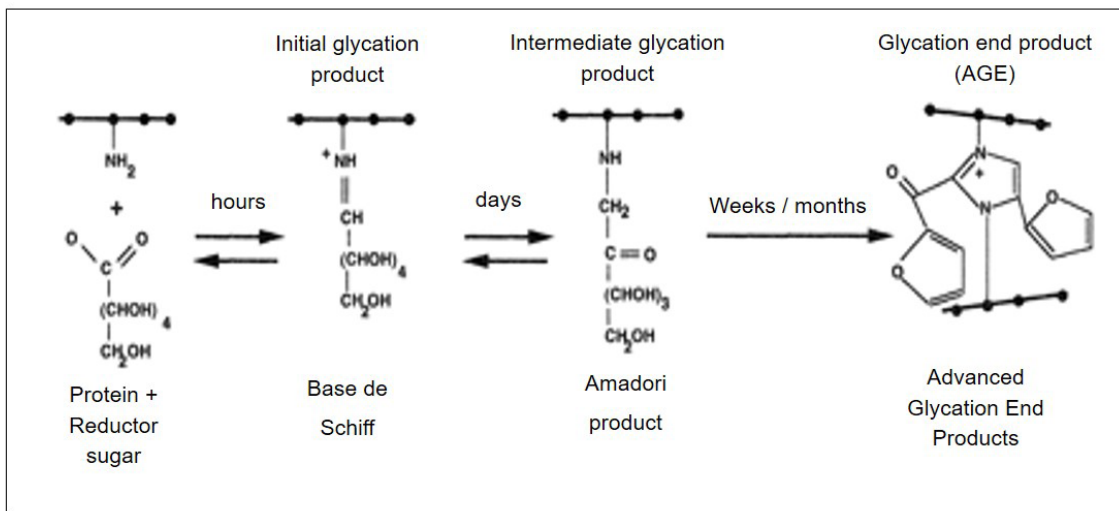 Initial glycation
product
Intermediate glycation
product
Glycation end product
(AGE)
NH2
+
O
O
C
(CHOH)4
CH2OH
Protein +
Reductor
sugar
hours
+NH
CH
(CHOH)4
CH2OH
Base de
Schiff
days
NH
CH2
C=O
(CHOH)3
CH2OH
Amadori
product
Weeks / months
N
+
O
N
O
O
Advanced
Glycation End
Products